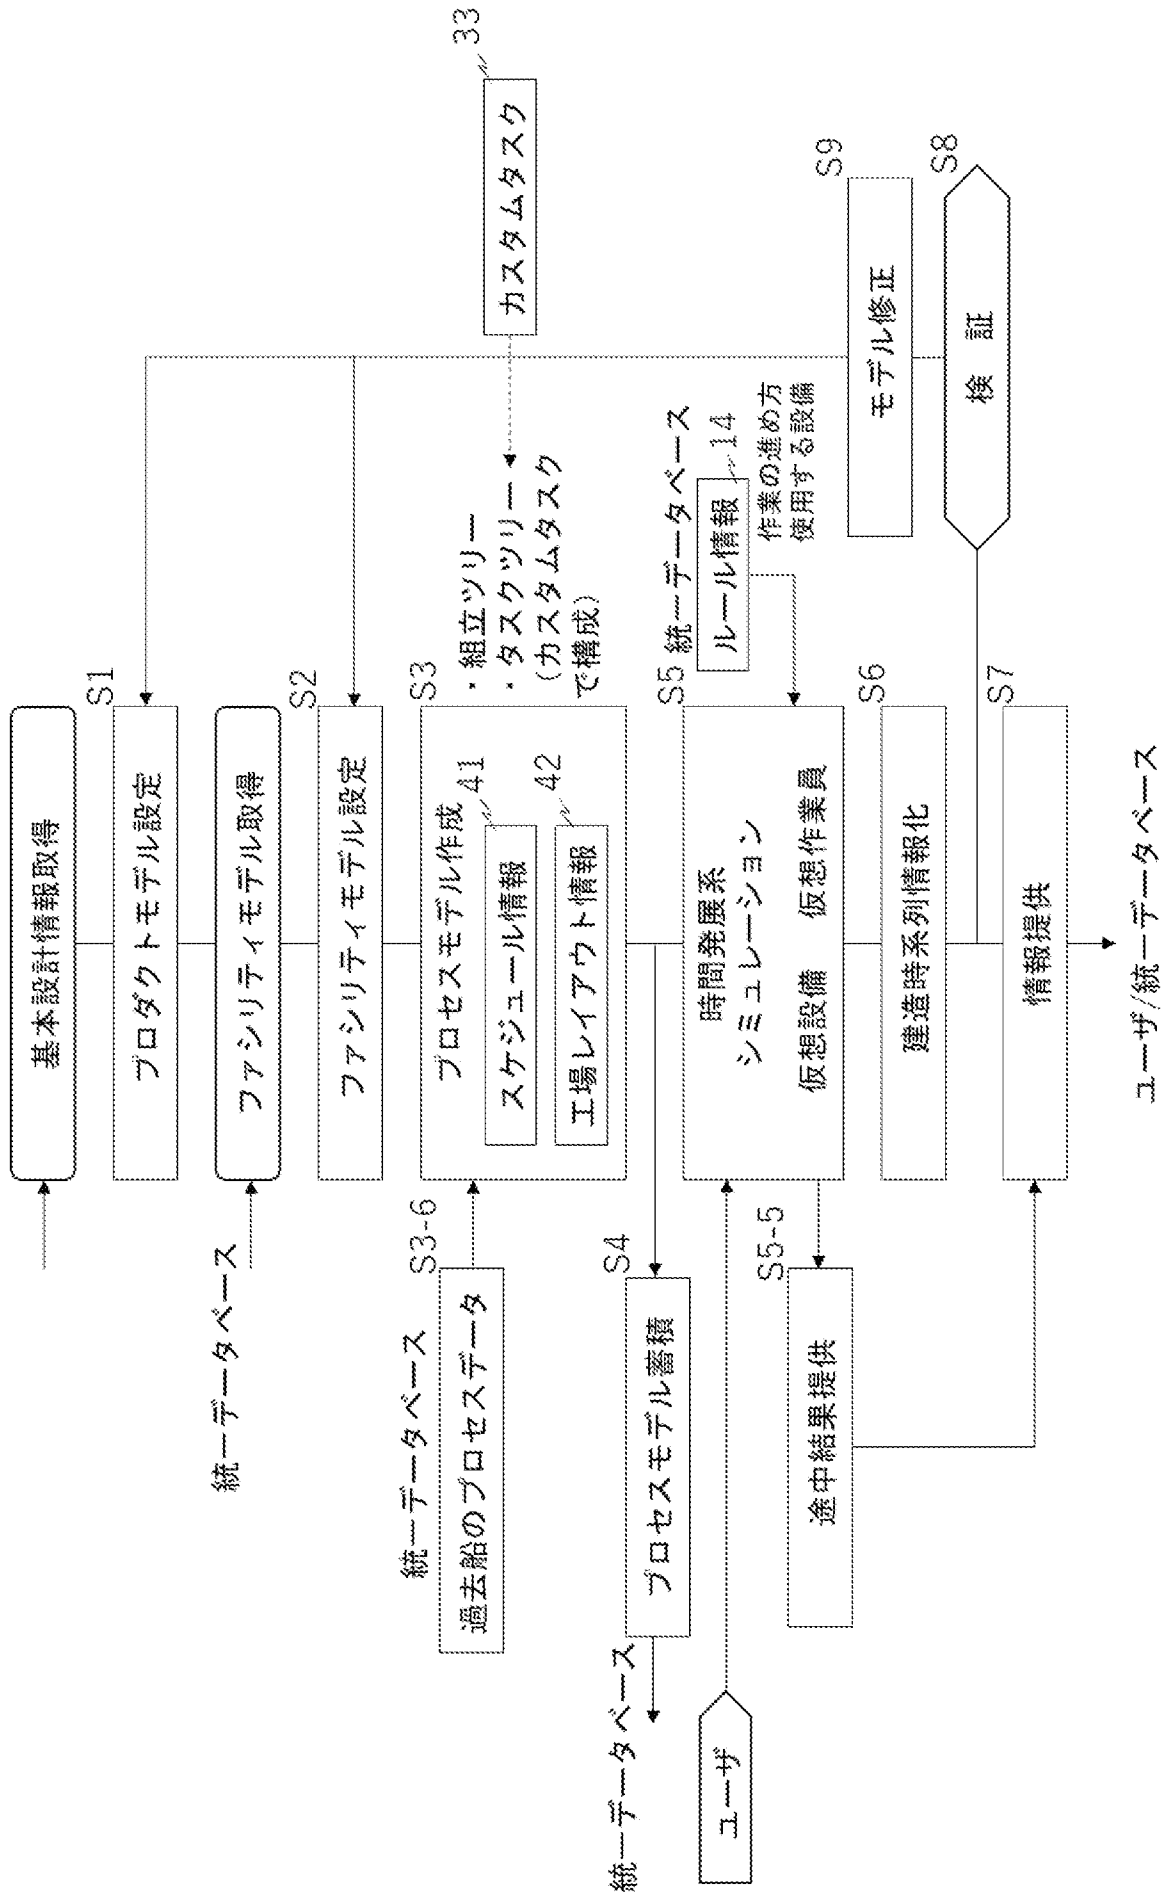 基本設計情報取得
S1
プロダクトモデル設定
統一データベース
ファシリティモデル取得
S2
ファシリティモデル設定
統一データベース
S3-6
過去船のプロセスデータ
S3
プロセスモデル作成
41
スケジュール情報
42
工場レイアウト情報
・組立ツリー
・タスクツリー
(カスタムタスク
で構成)
33
カスタムタスク
S4
プロセスモデル蓄積
統一データベース
ユーザ
S5
時間発展系
シミュレーション
仮想設備
仮想作業員
統一データベース
ルール情報
14
作業の進め方
使用する設備
S5-5
途中結果提供
S6
建造時系列情報化
S9
モデル修正
S8
検 証
S7
情報提供
ユーザ/統一データベース